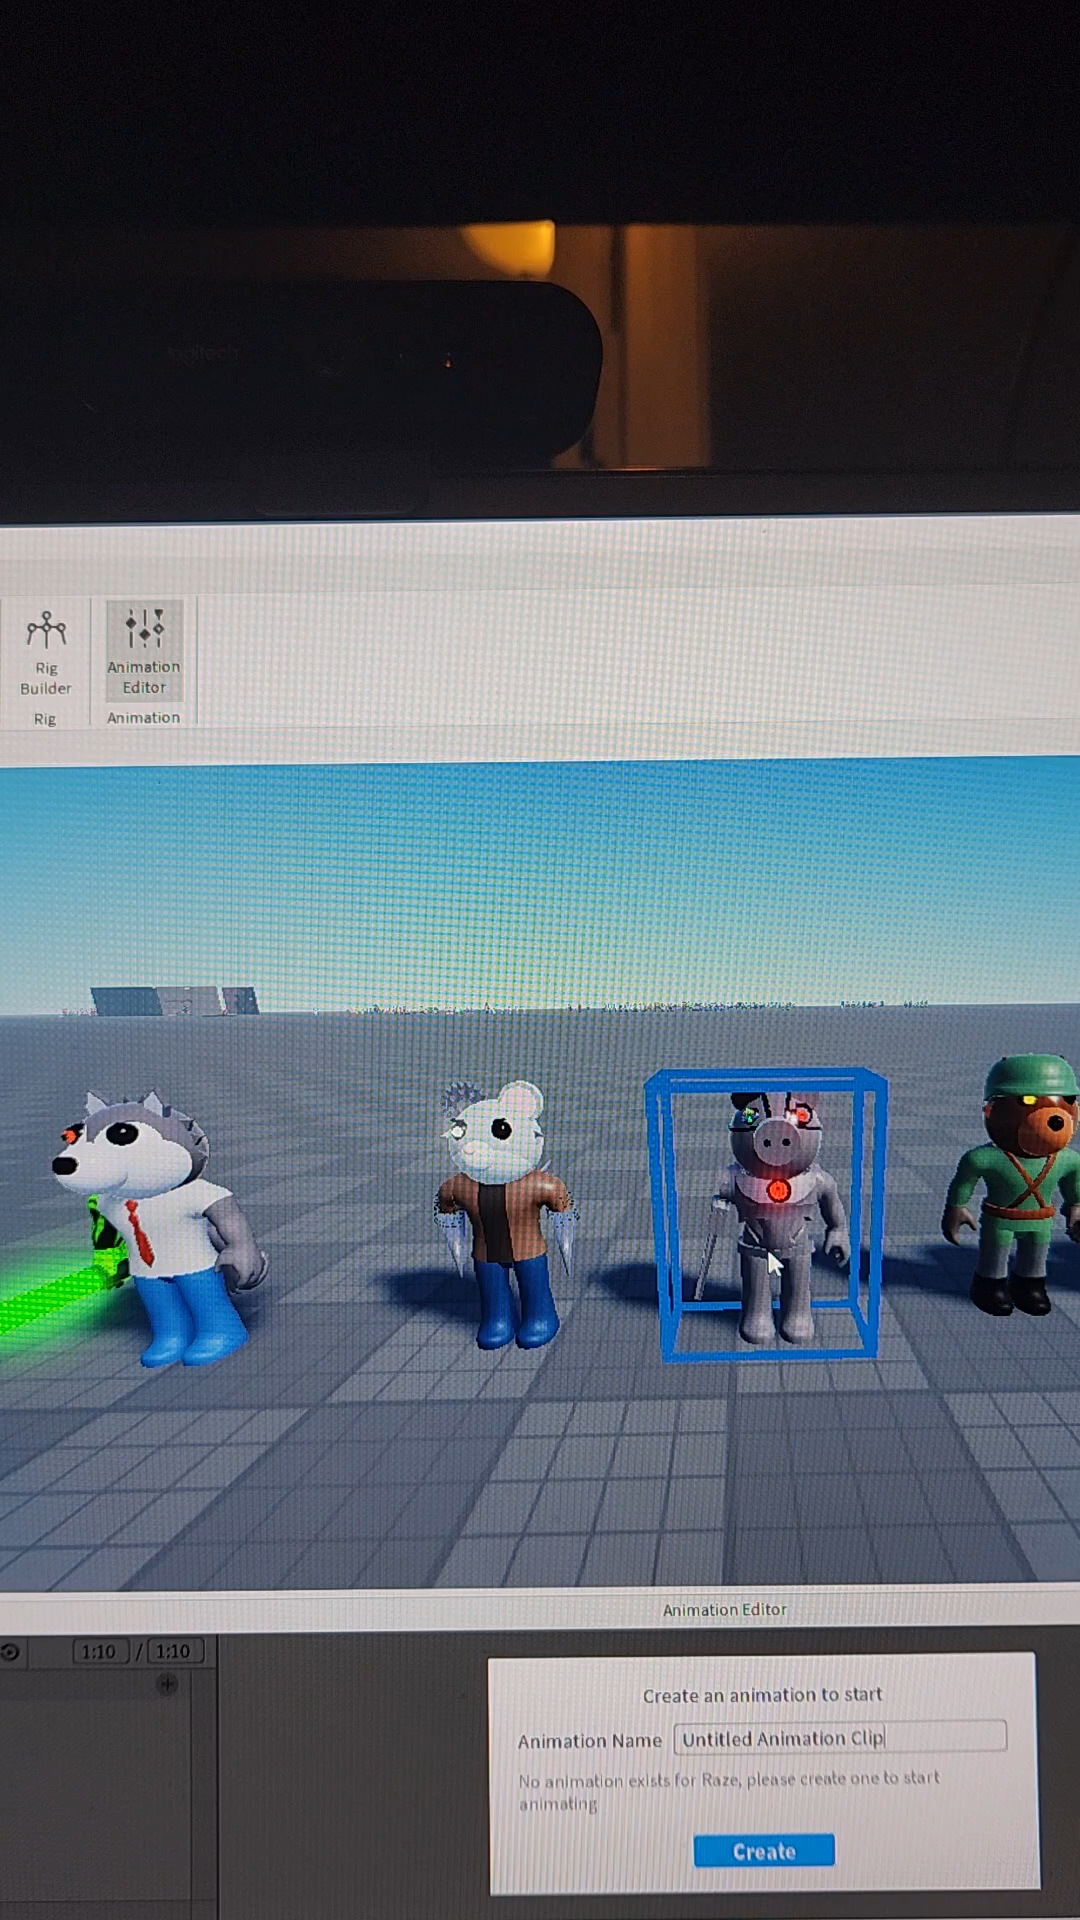 Rig
Builder
Animation
Editor
Rig
Animation
Animation Editor
1:10 / 1:10
Create an animation to start
Animation Name
Untitled Animation Clip
No animation exists for Raze, please create one to start
animating
Create